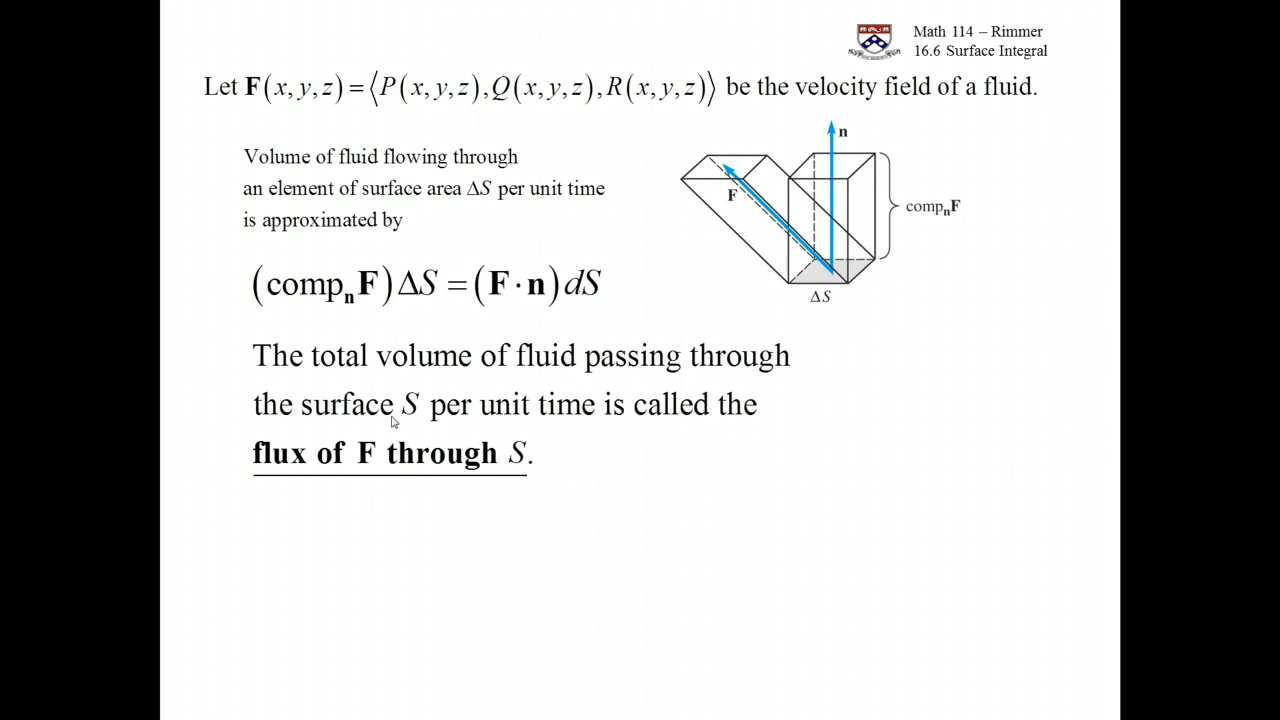 Math 114 – Rimmer
16.6 Surface Integral
Let F(x, y, z) = ⟨P(x, y, z), Q(x, y, z), R(x, y, z)⟩ be the velocity field of a fluid.
Volume of fluid flowing through
an element of surface area ΔS per unit time
is approximated by
n
F
compₙF
ΔS
(compₙF)ΔS = (F · n)dS
The total volume of fluid passing through
the surface S per unit time is called the
flux of F through S.